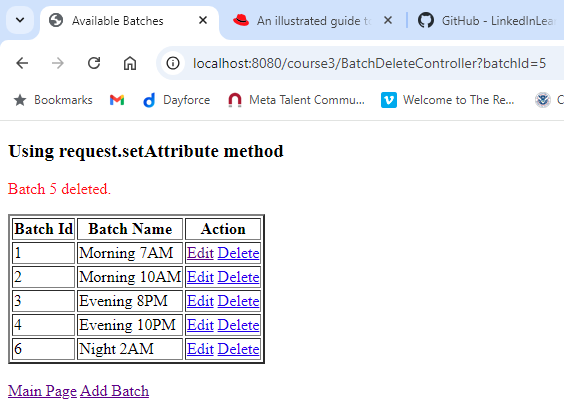 Available Batches
An illustrated guide to
GitHub - LinkedInLea
localhost:8080/course3/BatchDeleteController?batchId=5
Bookmarks Dayforce Meta Talent Commu... Welcome to The Re... C
Using request.setAttribute method
Batch 5 deleted.
Batch Id Batch Name Action
1 Morning 7AM Edit Delete
2 Morning 10AM Edit Delete
3 Evening 8PM Edit Delete
4 Evening 10PM Edit Delete
6 Night 2AM Edit Delete
Main Page Add Batch